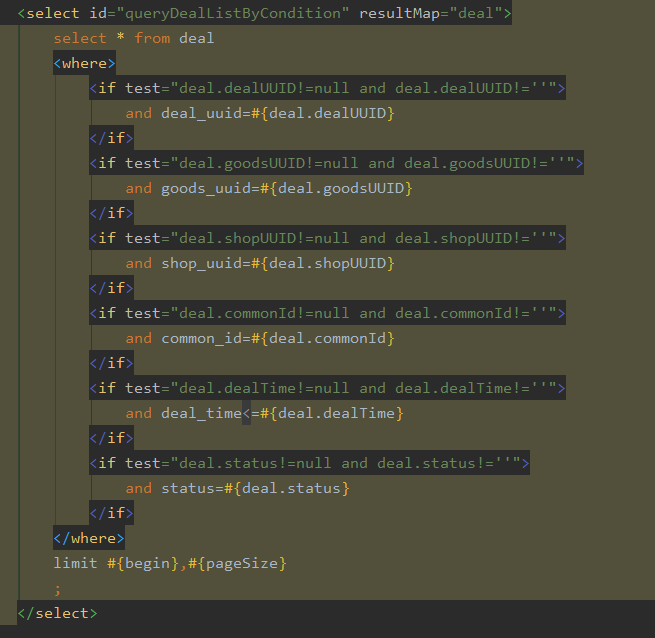 <select id="queryDealListByCondition" resultMap="deal">
select * from deal
<where>
<if test="deal.dealUUID!=null and deal.dealUUID!=''">
and deal_uuid=#{deal.dealUUID}
</if>
<if test="deal.goodsUUID!=null and deal.goodsUUID!=''">
and goods_uuid=#{deal.goodsUUID}
</if>
<if test="deal.shopUUID!=null and deal.shopUUID!=''">
and shop_uuid=#{deal.shopUUID}
</if>
<if test="deal.commonId!=null and deal.commonId!=''">
and common_id=#{deal.commonId}
</if>
<if test="deal.dealTime!=null and deal.dealTime!=''">
and deal_time<=#{deal.dealTime}
</if>
<if test="deal.status!=null and deal.status!=''">
and status=#{deal.status}
</if>
</where>
limit #{begin},#{pageSize}
;
</select>